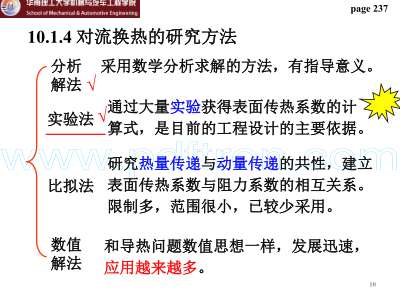 华南理工大学机械与汽车工程学院
School of Mechanical & Automotive Engineering
page 237
10.1.4 对流换热的研究方法
分析
解法
√
采用数学分析求解的方法，有指导意义。
实验法
√
通过大量实验获得表面传热系数的计
算式，是目前的工程设计的主要依据。
比拟法
研究热量传递与动量传递的共性，建立
表面传热系数与阻力系数的相互关系。
限制多，范围很小，已较少采用。
数值
解法
和导热问题数值思想一样，发展迅速，
应用越来越多。
10